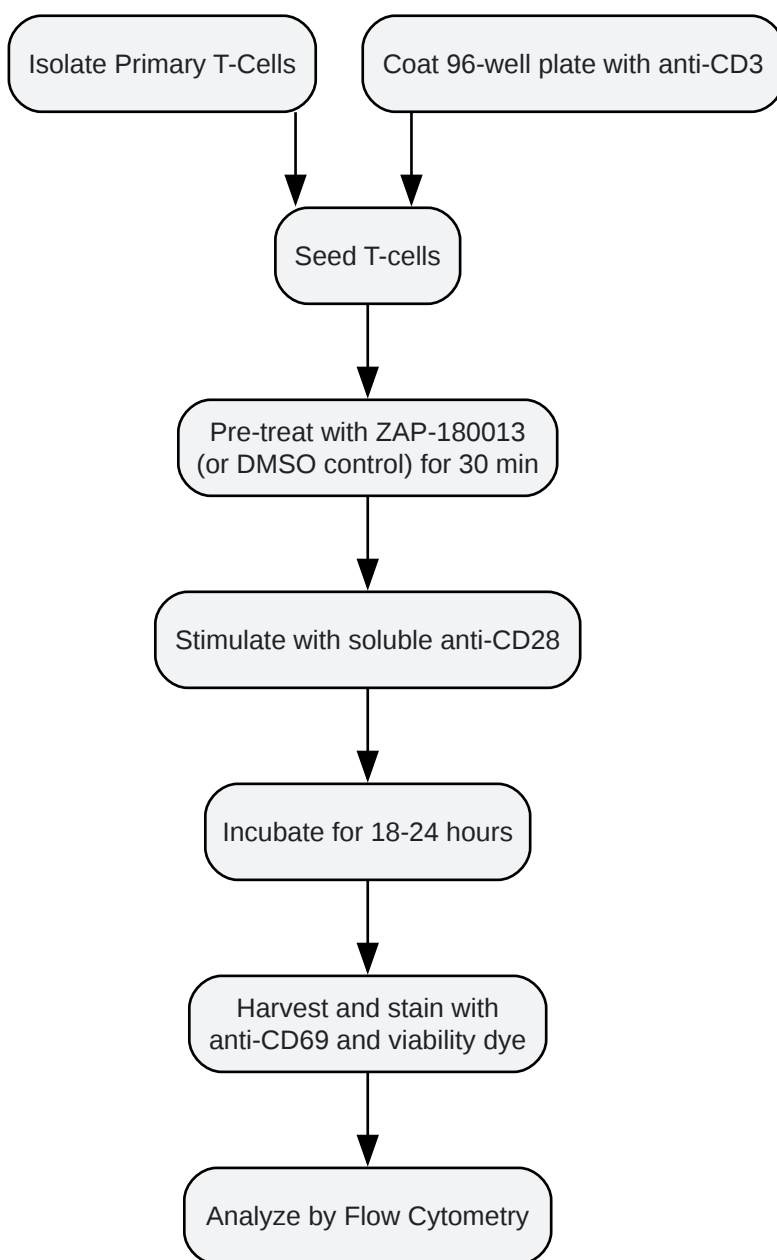 Isolate Primary T-Cells
Coat 96-well plate with anti-CD3
Seed T-cells
Pre-treat with ZAP-180013
(or DMSO control) for 30 min
Stimulate with soluble anti-CD28
Incubate for 18-24 hours
Harvest and stain with
anti-CD69 and viability dye
Analyze by Flow Cytometry